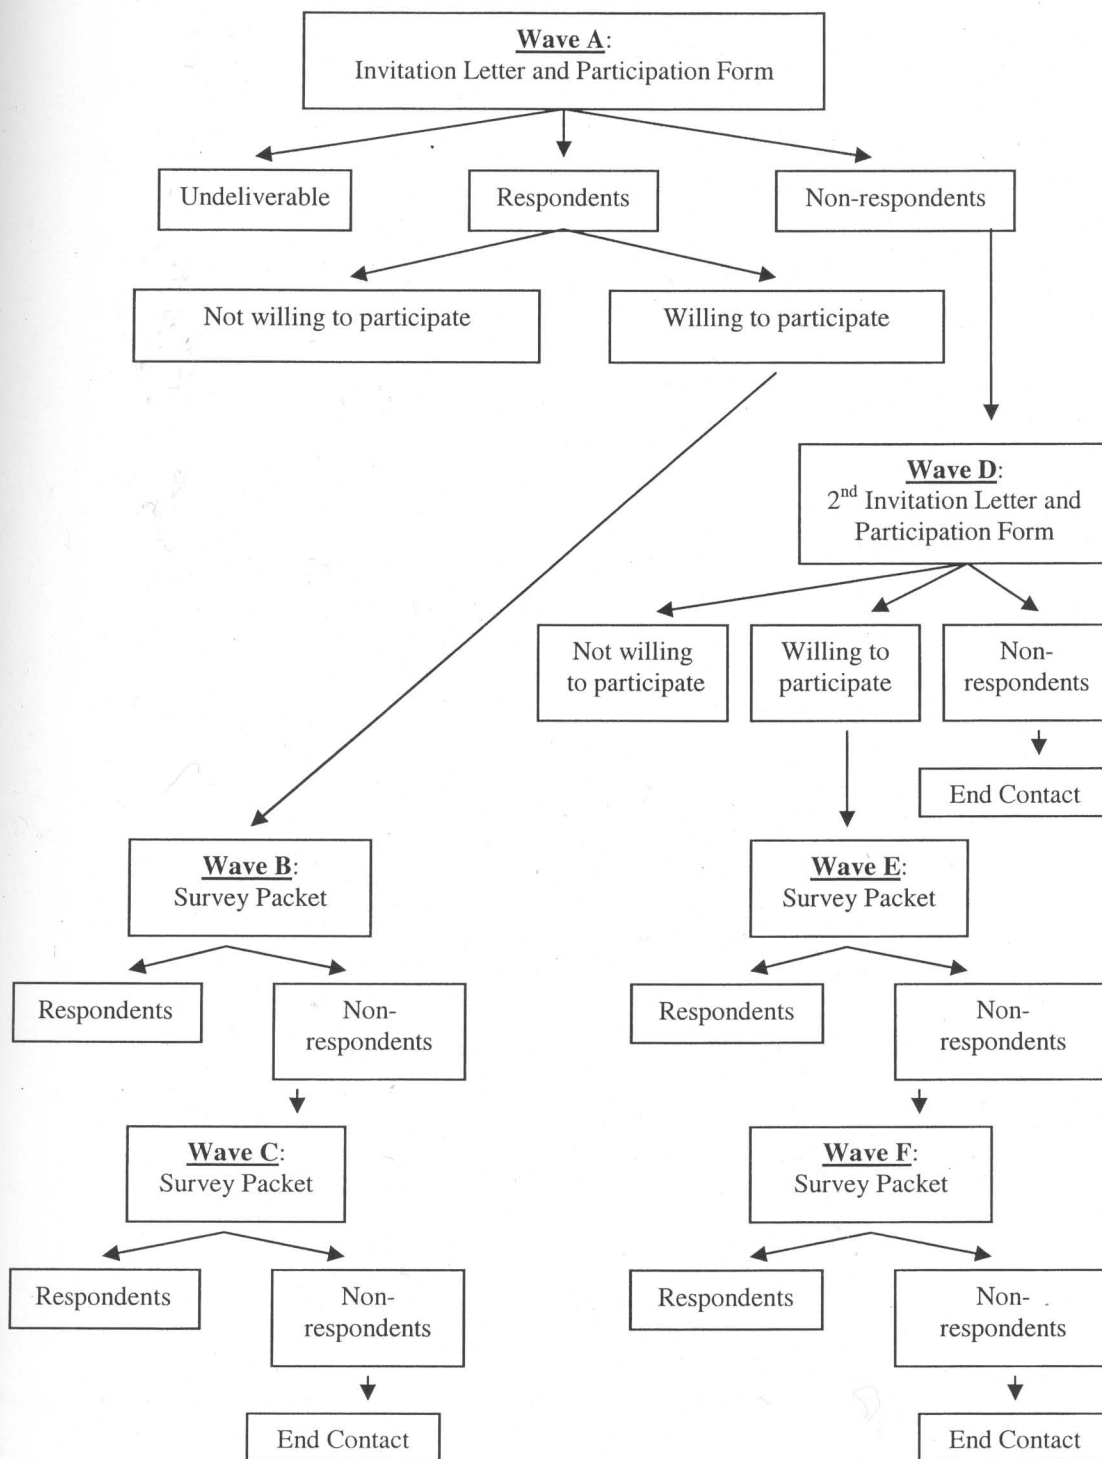 Wave A:
Invitation Letter and Participation Form
Undeliverable
Respondents
Non-respondents
Not willing to participate
Willing to participate
Wave D:
2nd Invitation Letter and
Participation Form
Not willing
to participate
Willing to
participate
Non-
respondents
End Contact
Wave B:
Survey Packet
Wave E:
Survey Packet
Respondents
Non-
respondents
Respondents
Non-
respondents
Wave C:
Survey Packet
Wave F:
Survey Packet
Respondents
Non-
respondents
Respondents
Non-
respondents
End Contact
End Contact